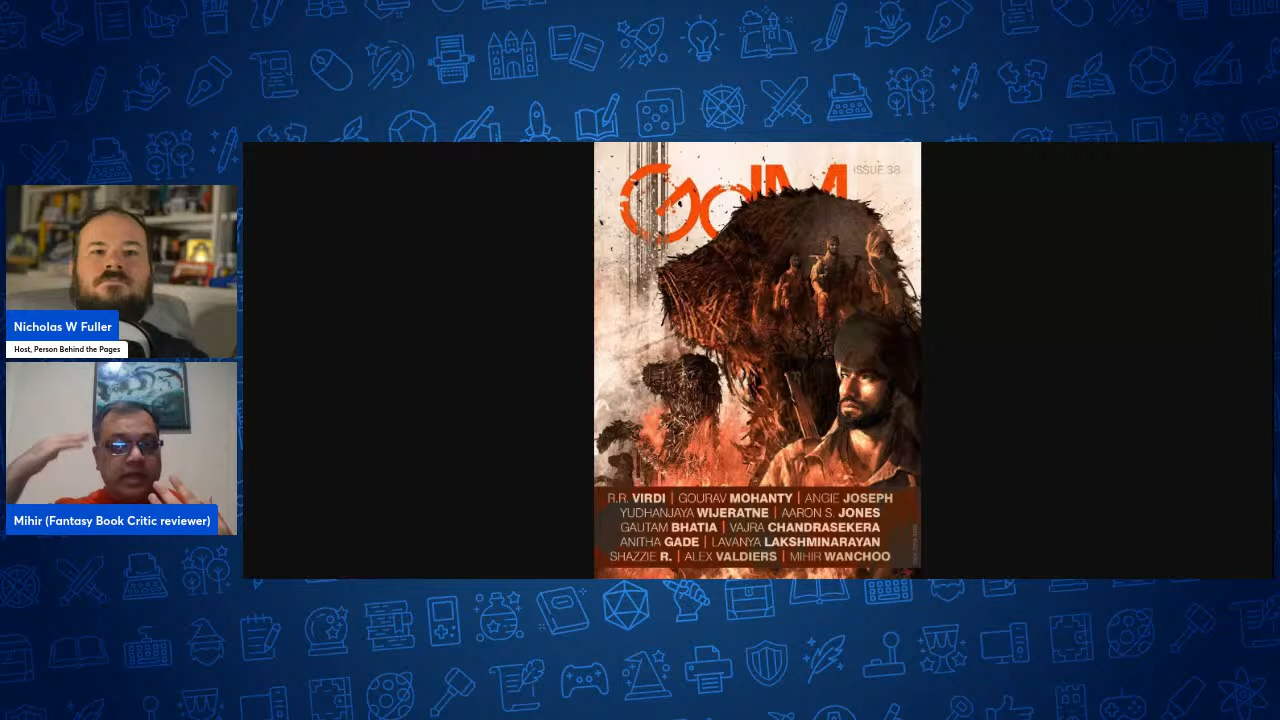 Nicholas W Fuller
Host, Person Behind the Pages
Mihir (Fantasy Book Critic reviewer)
GdM
ISSUE 38
R.R. VIRDI | GOURAV MOHANTY | ANGIE JOSEPH
YUDHANJAYA WIJERATNE | AARON S. JONES
GAUTAM BHATIA | VAJRA CHANDRASEKERA
ANITHA GADE | LAVANYA LAKSHMINARAYAN
SHAZZIE R. | ALEX VALDIERS | MIHIR WANCHOO